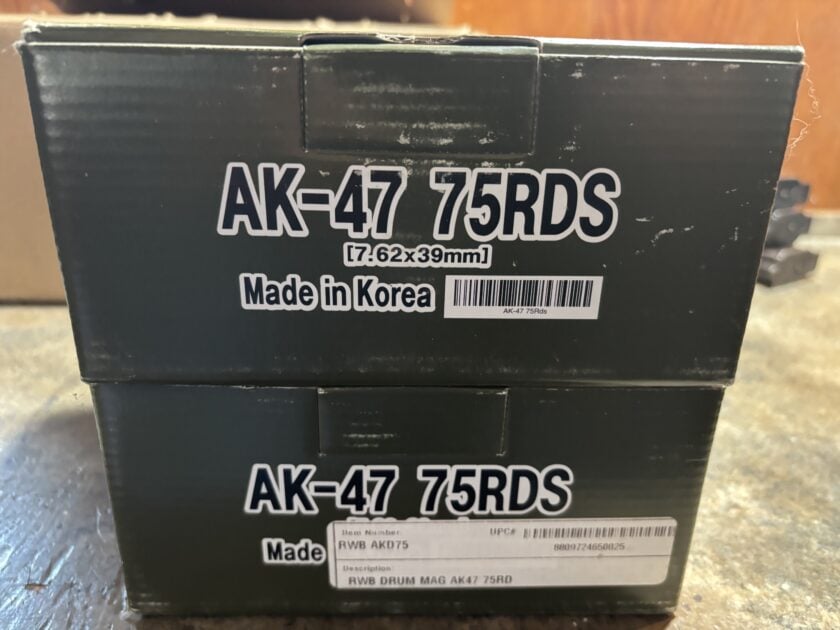 AK-47 75RDS
[7.62x39mm]
Made in Korea
AK-47 75Rds
AK-47 75RDS
Made
Item Number:
UPC#
RWB AKD75
8809724650025
Description:
RWB DRUM MAG AK47 75RD